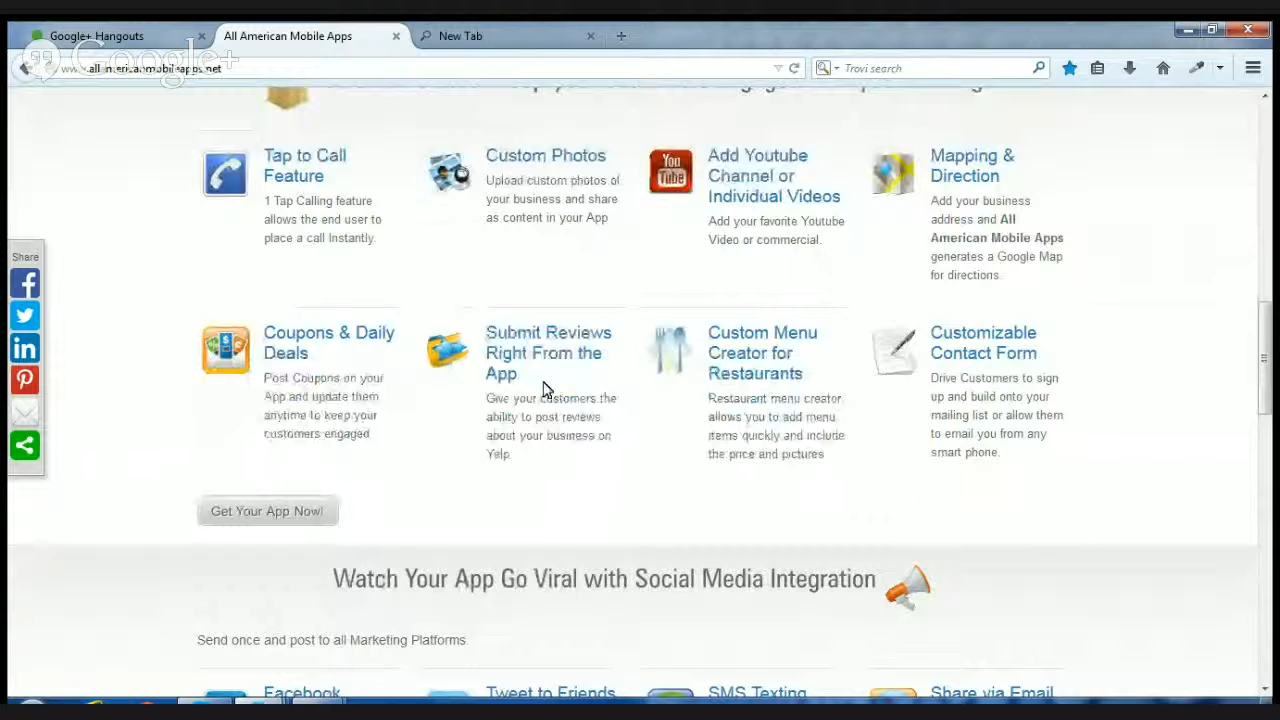 Google+ Hangouts
All American Mobile Apps
New Tab
Google+
www.allamericanmobileapps.net
Trovi search
Tap to Call
Feature
1 Tap Calling feature
allows the end user to
place a call Instantly.
Custom Photos
Upload custom photos of
your business and share
as content in your App
You
Tube
Add Youtube
Channel or
Individual Videos
Add your favorite Youtube
Video or commercial.
Mapping &
Direction
Add your business
address and All
American Mobile Apps
generates a Google Map
for directions.
Share
Coupons & Daily
Deals
Post Coupons on your
App and update them
anytime to keep your
customers engaged
Submit Reviews
Right From the
App
Give your customers the
ability to post reviews
about your business on
Yelp
Custom Menu
Creator for
Restaurants
Restaurant menu creator
allows you to add menu
items quickly and include
the price and pictures
Customizable
Contact Form
Drive Customers to sign
up and build onto your
mailing list or allow them
to email you from any
smart phone.
Get Your App Now!
Watch Your App Go Viral with Social Media Integration
Send once and post to all Marketing Platforms
Facebook
Tweet to Friends
SMS Texting
Share via Email